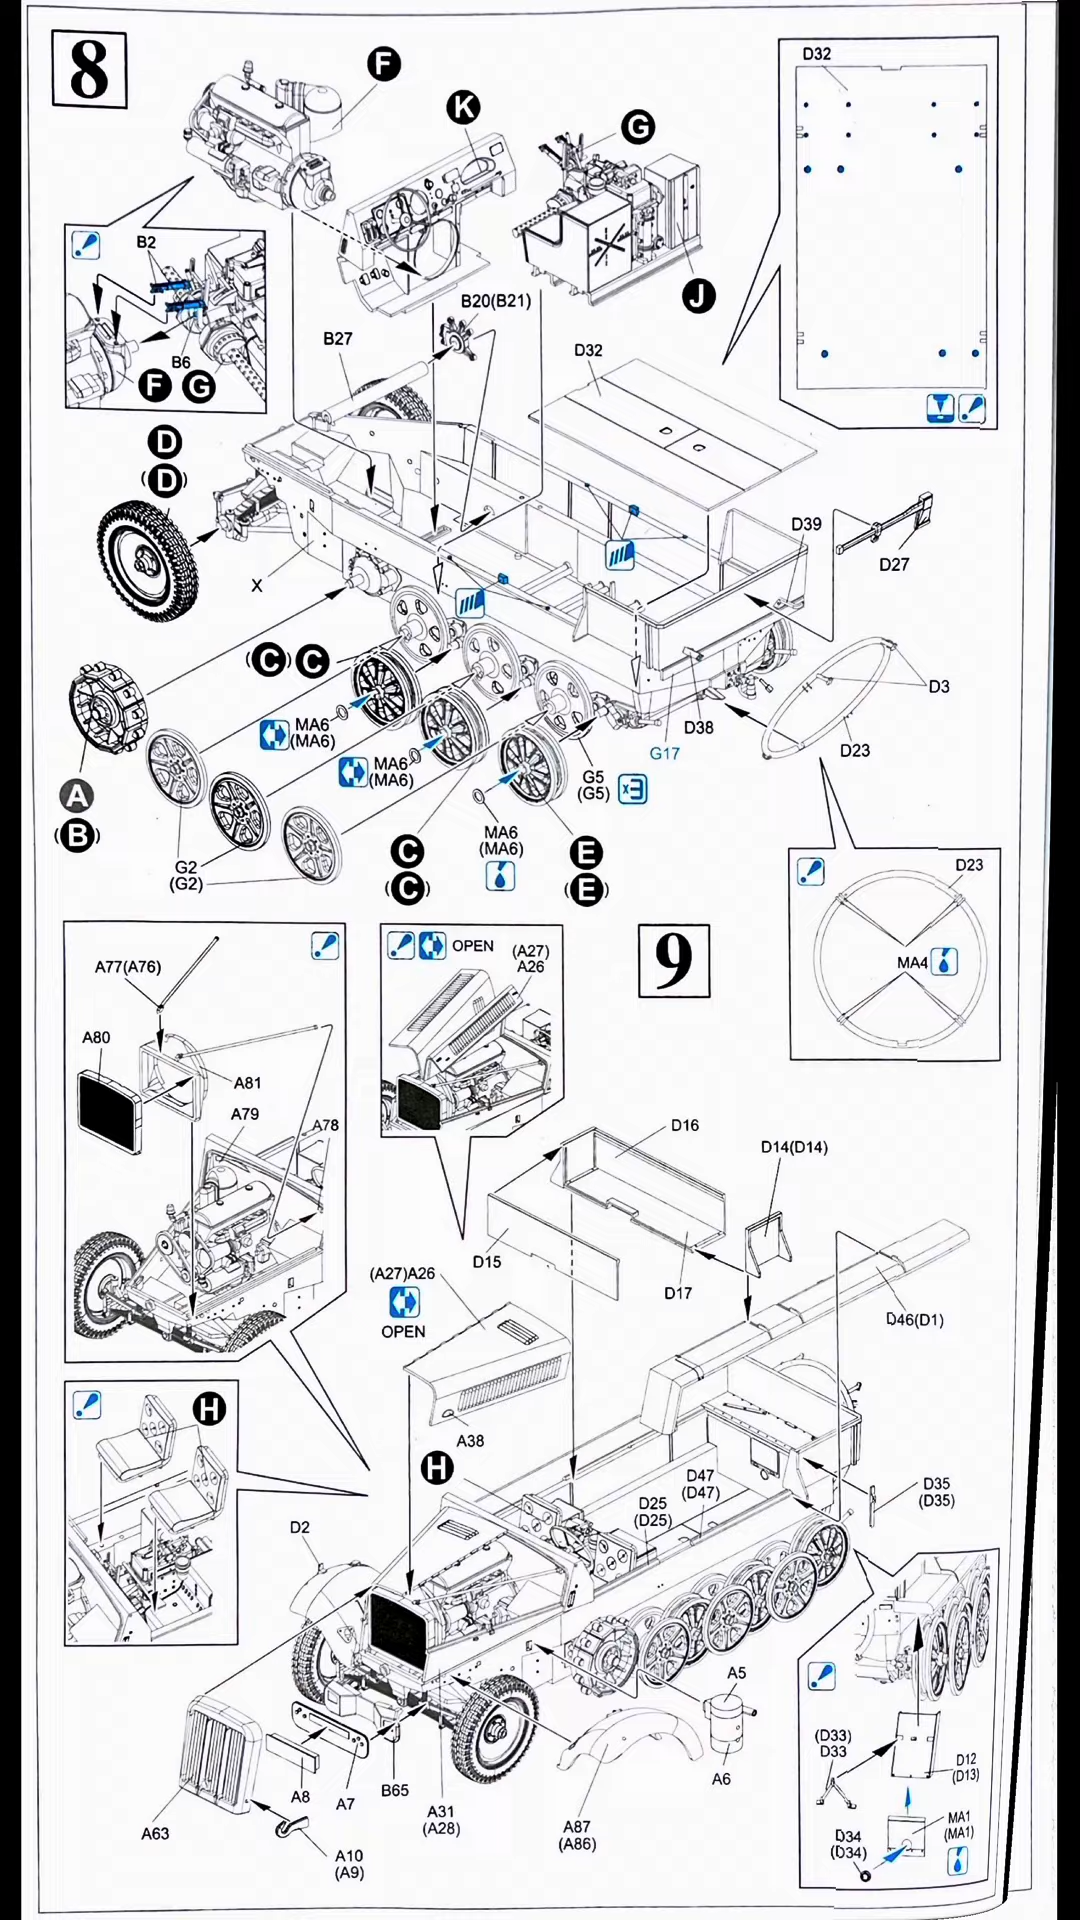 8
F
K
G
J
D32
B2
B6
F
G
B20(B21)
B27
D32
D
(D)
D39
D27
X
C
(C)
D3
MA6
(MA6)
D38
D23
G17
MA6
(MA6)
G5
(G5)
x3
A
(B)
MA6
(MA6)
G2
(G2)
C
(C)
E
(E)
D23
MA4
9
A77(A76)
A80
A81
A79
A78
OPEN
(A27)
A26
D16
D14(D14)
D15
D17
(A27)A26
OPEN
D46(D1)
A38
H
H
D47
(D47)
D25
(D25)
D35
(D35)
D2
A5
A6
(D33)
D33
D12
(D13)
MA1
(MA1)
D34
(D34)
A63
A8
A7
B65
A31
(A28)
A87
(A86)
A10
(A9)